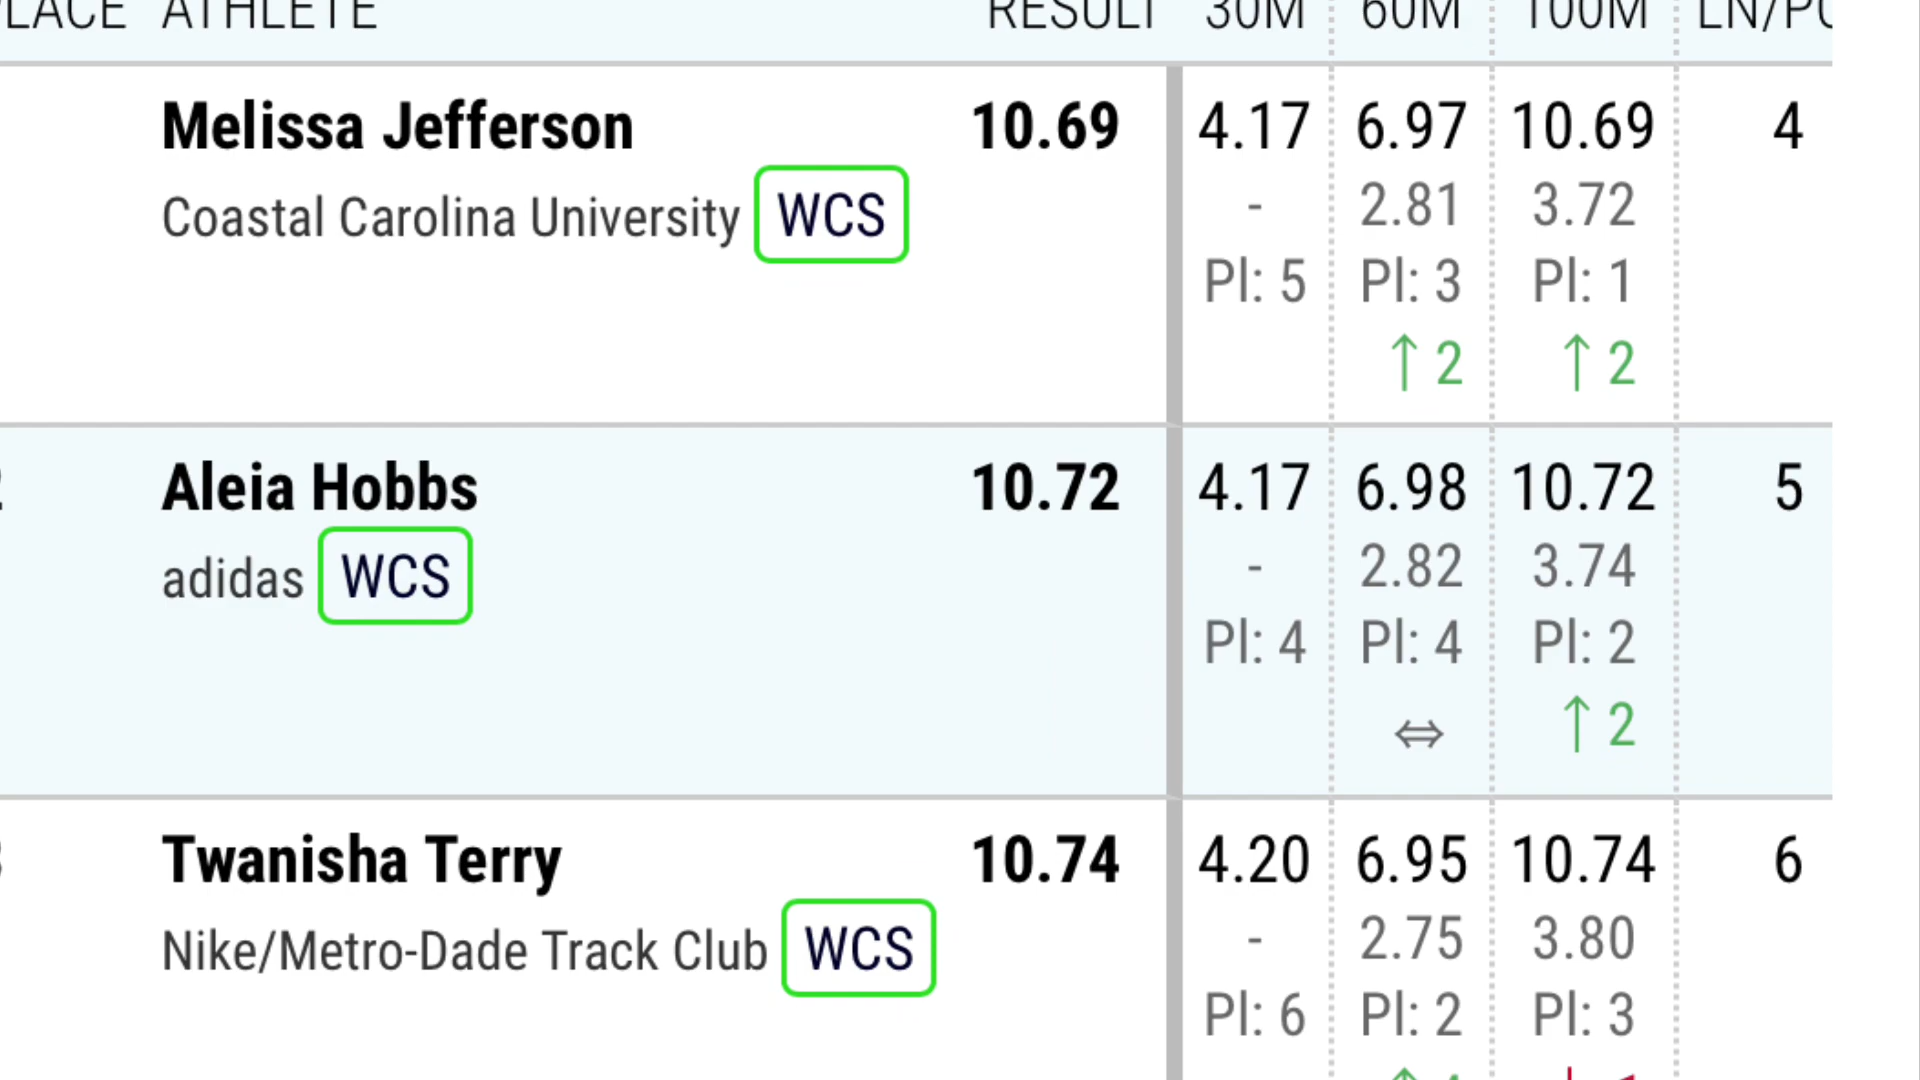 ATHLETE RESULT 30M 60M 100M
Melissa Jefferson 10.69 4.17 6.97 10.69 4
Coastal Carolina University WCS - 2.81 3.72
Pl: 5 Pl: 3 Pl: 1
↑ 2 ↑ 2
Aleia Hobbs 10.72 4.17 6.98 10.72 5
adidas WCS - 2.82 3.74
Pl: 4 Pl: 4 Pl: 2
⇔ ↑ 2
Twanisha Terry 10.74 4.20 6.95 10.74 6
Nike/Metro-Dade Track Club WCS - 2.75 3.80
Pl: 6 Pl: 2 Pl: 3